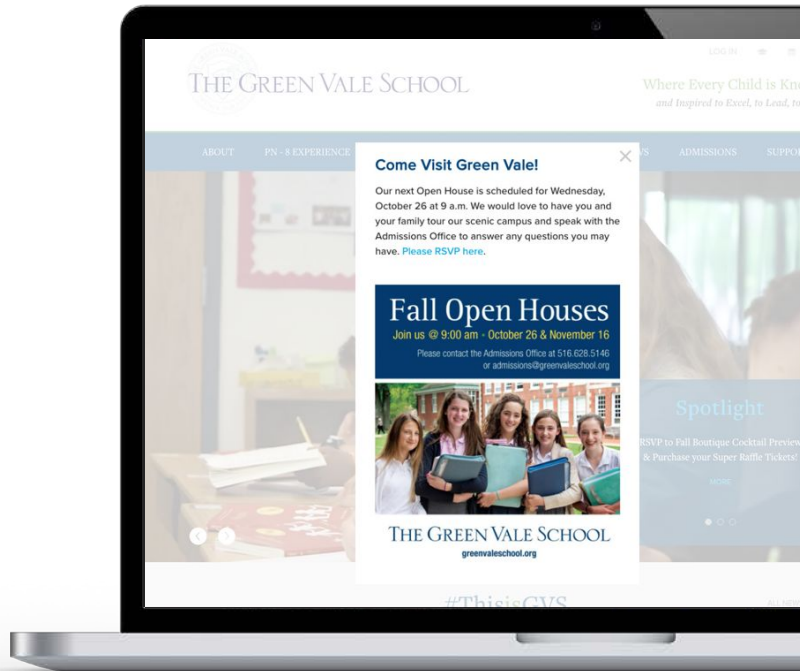 LOG IN
THE GREEN VALE SCHOOL
Where Every Child is
and Inspired to Excel, to Lead, to
ABOUT PN - 8 EXPERIENCE ADMISSIONS
Come Visit Green Vale!
Our next Open House is scheduled for Wednesday,
October 26 at 9 a.m. We would love to have you and
your family tour our scenic campus and speak with the
Admissions Office to answer any questions you may
have. Please RSVP here.
Fall Open Houses
Join us @ 9:00 am - October 26 & November 16
Please contact the Admissions Office at 516.628.5146
or admissions@greenvaleschool.org
THE GREEN VALE SCHOOL
greenvaleschool.org
Spotlight
RSVP to Fall Boutique Cocktail Preview
& Purchase your Super Raffle Tickets!
MORE
#ThisisGVS